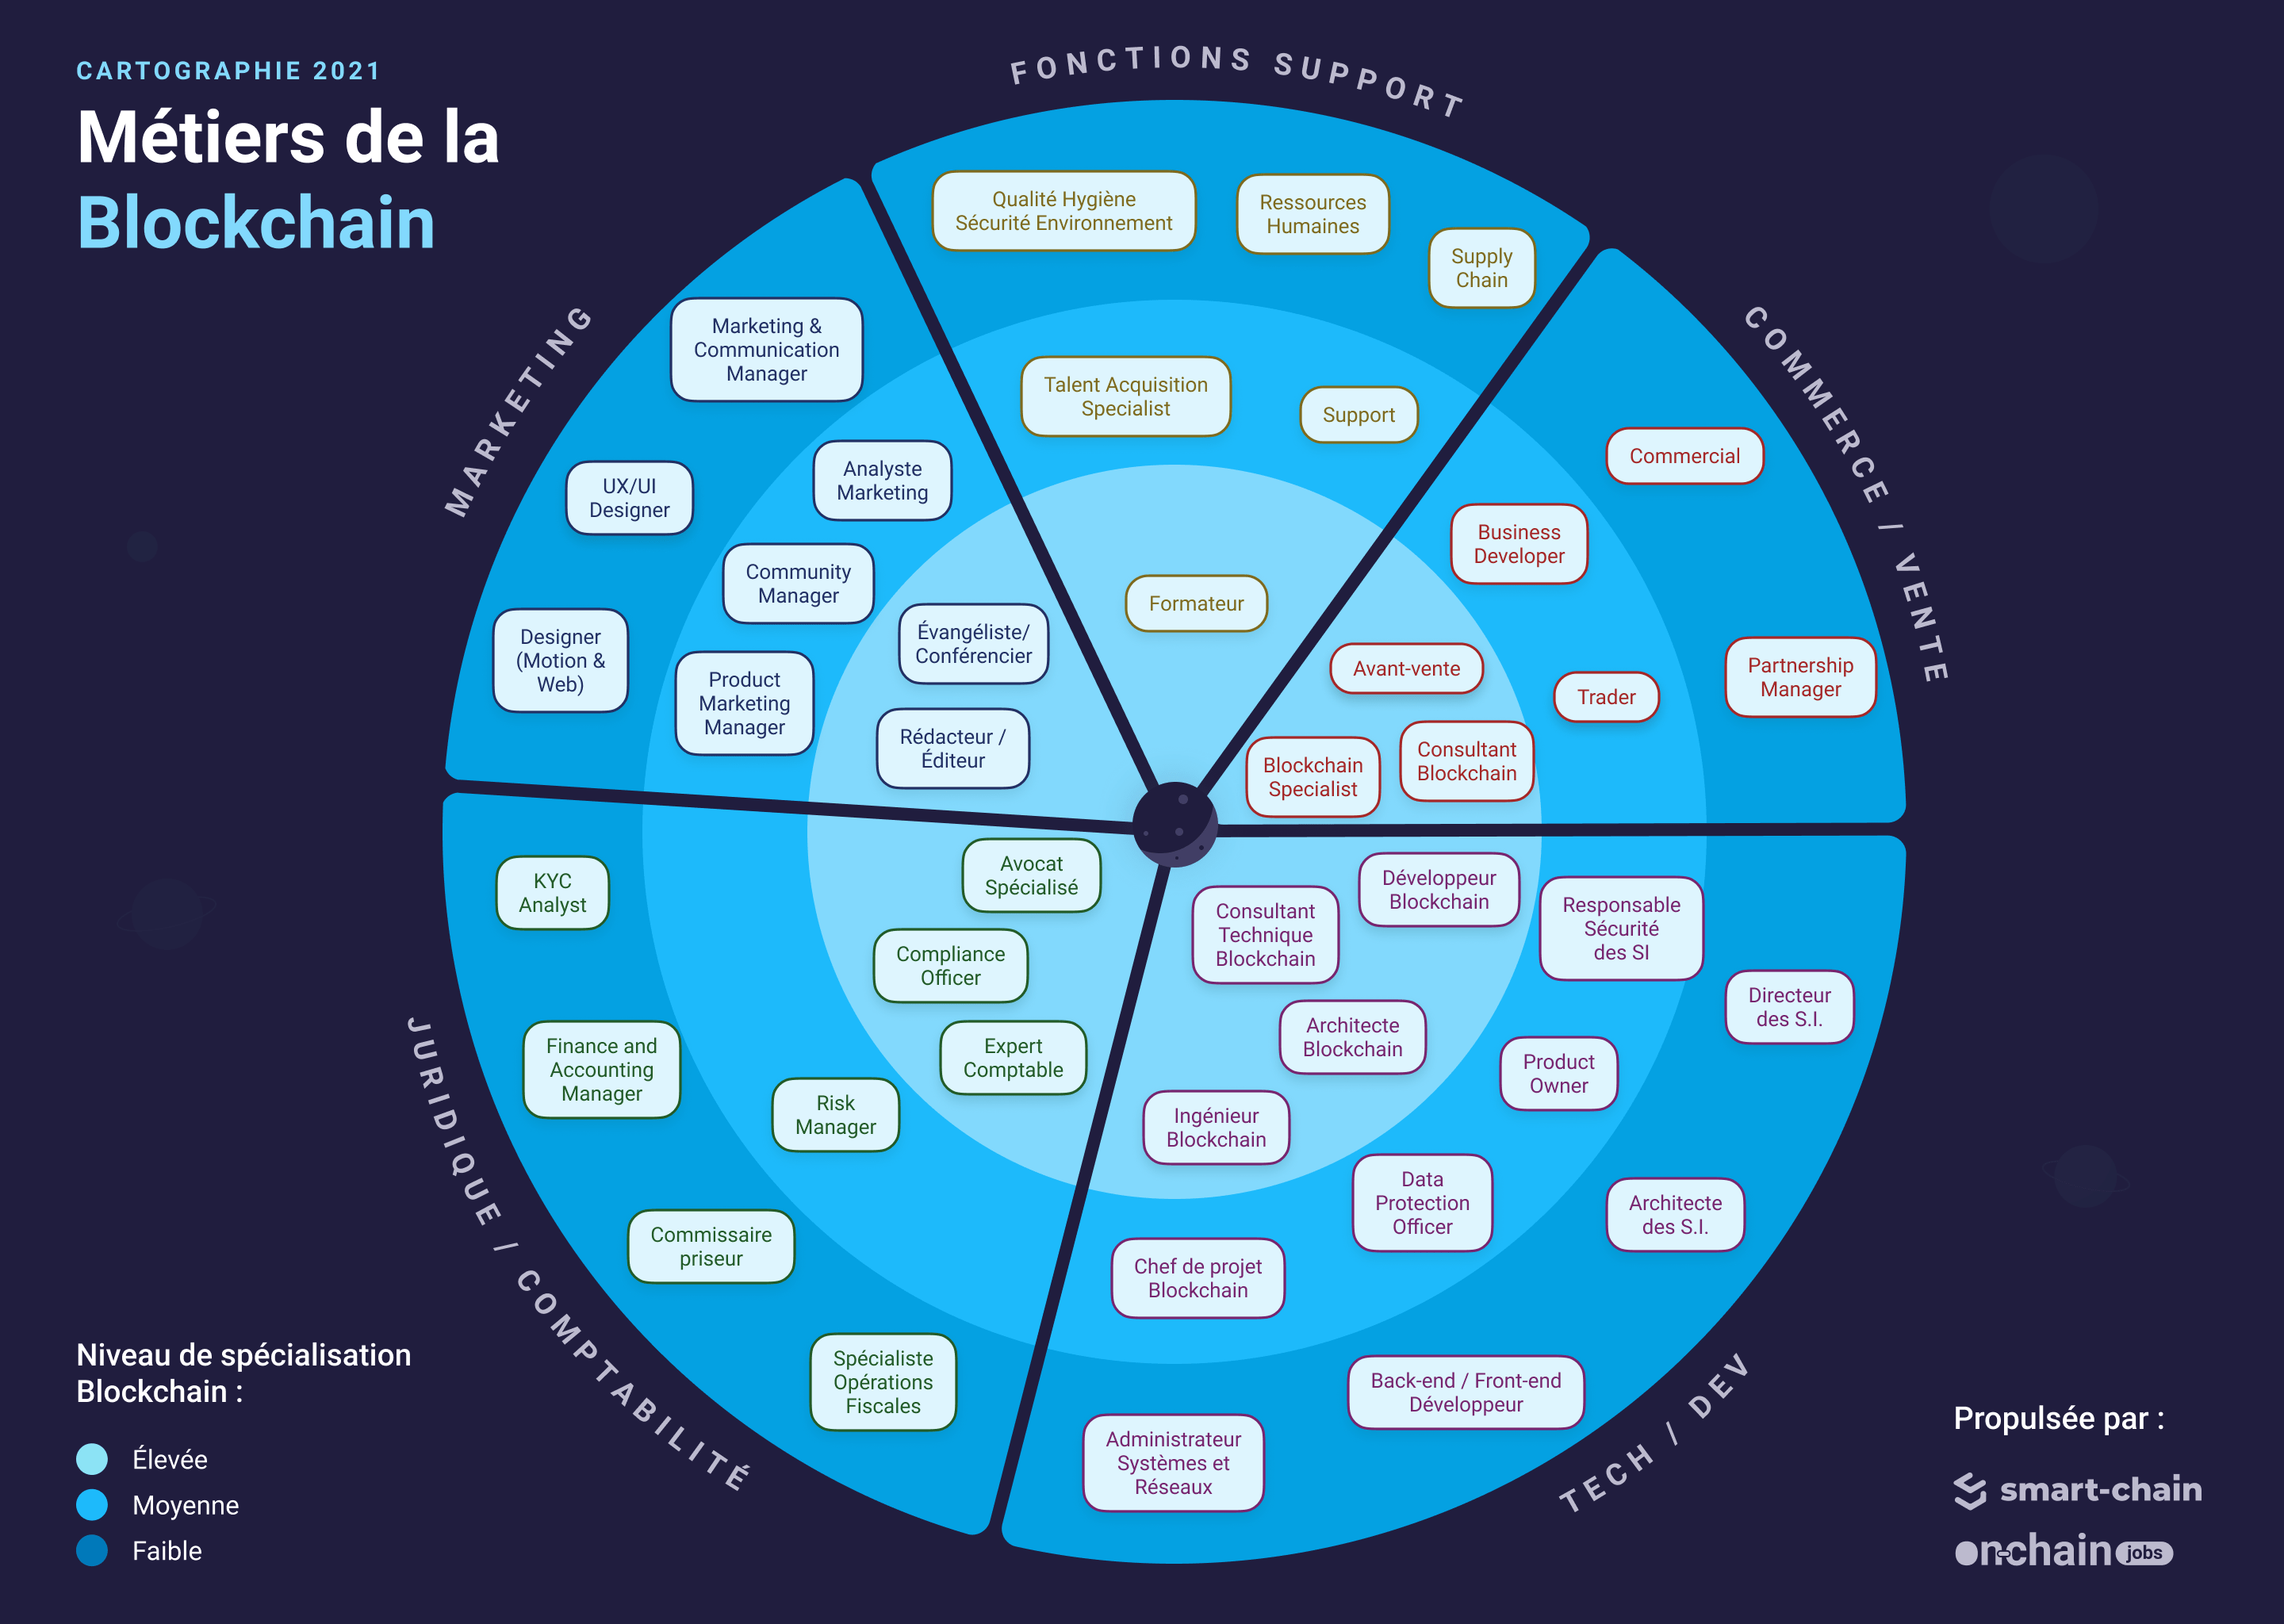 CARTOGRAPHIE 2021
Métiers de la
Blockchain
FONCTIONS SUPPORT
Qualité Hygiène
Sécurité Environnement
Ressources
Humaines
Supply
Chain
Talent Acquisition
Specialist
Support
Formateur
COMMERCE / VENTE
Commercial
Business
Developer
Partnership
Manager
Avant-vente
Trader
Consultant
Blockchain
Blockchain
Specialist
MARKETING
Marketing &
Communication
Manager
UX/UI
Designer
Analyste
Marketing
Community
Manager
Designer
(Motion &
Web)
Product
Marketing
Manager
Évangéliste/
Conférencier
Rédacteur /
Éditeur
JURIDIQUE / COMPTABILITÉ
Avocat
Spécialisé
KYC
Analyst
Compliance
Officer
Expert
Comptable
Finance and
Accounting
Manager
Risk
Manager
Commissaire
priseur
Spécialiste
Opérations
Fiscales
TECH / DEV
Développeur
Blockchain
Consultant
Technique
Blockchain
Responsable
Sécurité
des SI
Directeur
des S.I.
Architecte
Blockchain
Product
Owner
Ingénieur
Blockchain
Data
Protection
Officer
Architecte
des S.I.
Chef de projet
Blockchain
Back-end / Front-end
Développeur
Administrateur
Systèmes et
Réseaux
Niveau de spécialisation
Blockchain :
Élevée
Moyenne
Faible
Propulsée par :
smart-chain
onchain jobs